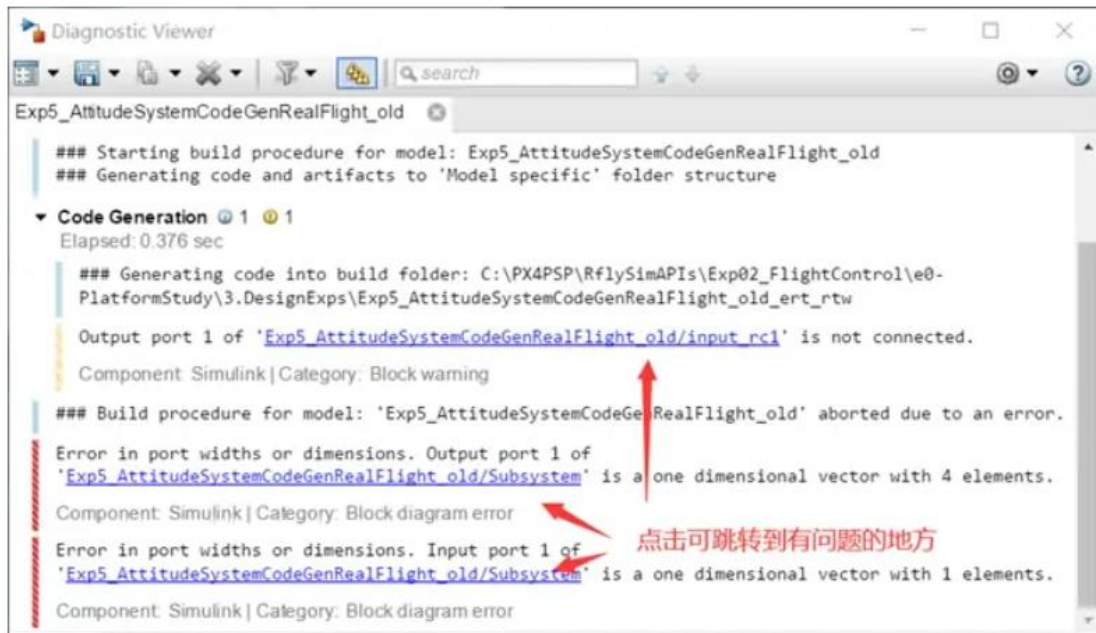 Diagnostic Viewer
search
Exp5_AttitudeSystemCodeGenRealFlight_old
### Starting build procedure for model: Exp5_AttitudeSystemCodeGenRealFlight_old
### Generating code and artifacts to 'Model specific' folder structure
Code Generation 1 1
Elapsed: 0.376 sec
### Generating code into build folder: C:\PX4PSP\RflySimAPIs\Exp02_FlightControl\e0-
PlatformStudy\3.DesignExps\Exp5_AttitudeSystemCodeGenRealFlight_old_ert_rtw
Output port 1 of 'Exp5_AttitudeSystemCodeGenRealFlight_old/input_rc1' is not connected.
Component: Simulink | Category: Block warning
### Build procedure for model: 'Exp5_AttitudeSystemCodeGenRealFlight_old' aborted due to an error.
Error in port widths or dimensions. Output port 1 of
'Exp5_AttitudeSystemCodeGenRealFlight_old/Subsystem' is a one dimensional vector with 4 elements.
Component: Simulink | Category: Block diagram error
点击可跳转到有问题的地方
Error in port widths or dimensions. Input port 1 of
'Exp5_AttitudeSystemCodeGenRealFlight_old/Subsystem' is a one dimensional vector with 1 elements.
Component: Simulink | Category: Block diagram error